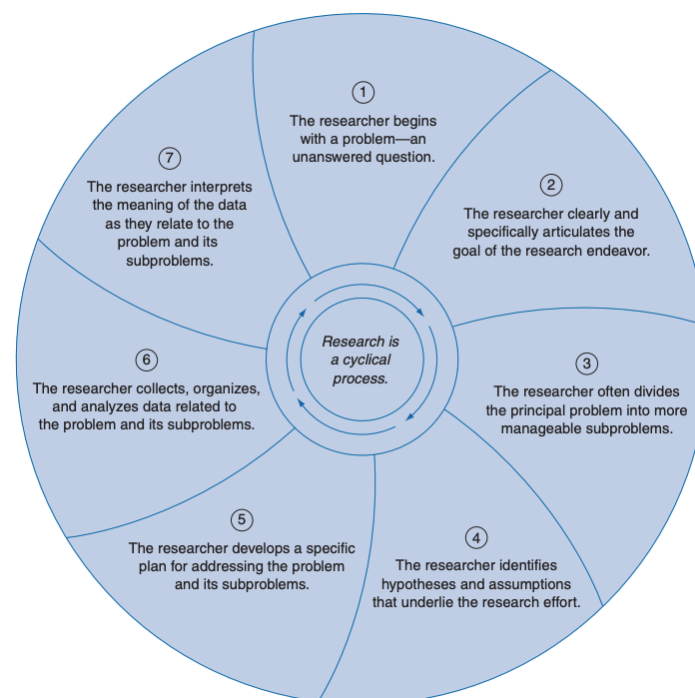 1
The researcher begins
with a problem—an
unanswered question.
2
The researcher clearly and
specifically articulates the
goal of the research endeavor.
3
The researcher often divides
the principal problem into more
manageable subproblems.
4
The researcher identifies
hypotheses and assumptions
that underlie the research effort.
5
The researcher develops a specific
plan for addressing the problem
and its subproblems.
6
The researcher collects, organizes,
and analyzes data related to
the problem and its subproblems.
7
The researcher interprets
the meaning of the data
as they relate to the
problem and its
subproblems.
Research is
a cyclical
process.